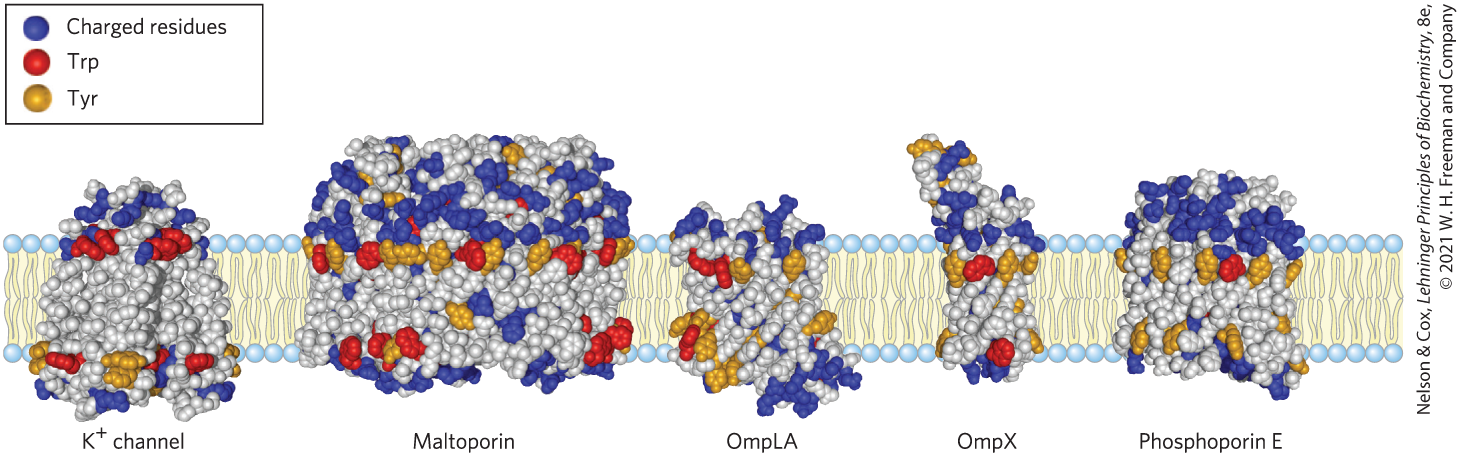 Charged residues
Trp
Tyr
K+ channel
Maltoporin
OmpLA
OmpX
Phosphoporin E
Nelson & Cox, Lehninger Principles of Biochemistry, 8e,
© 2021 W. H. Freeman and Company